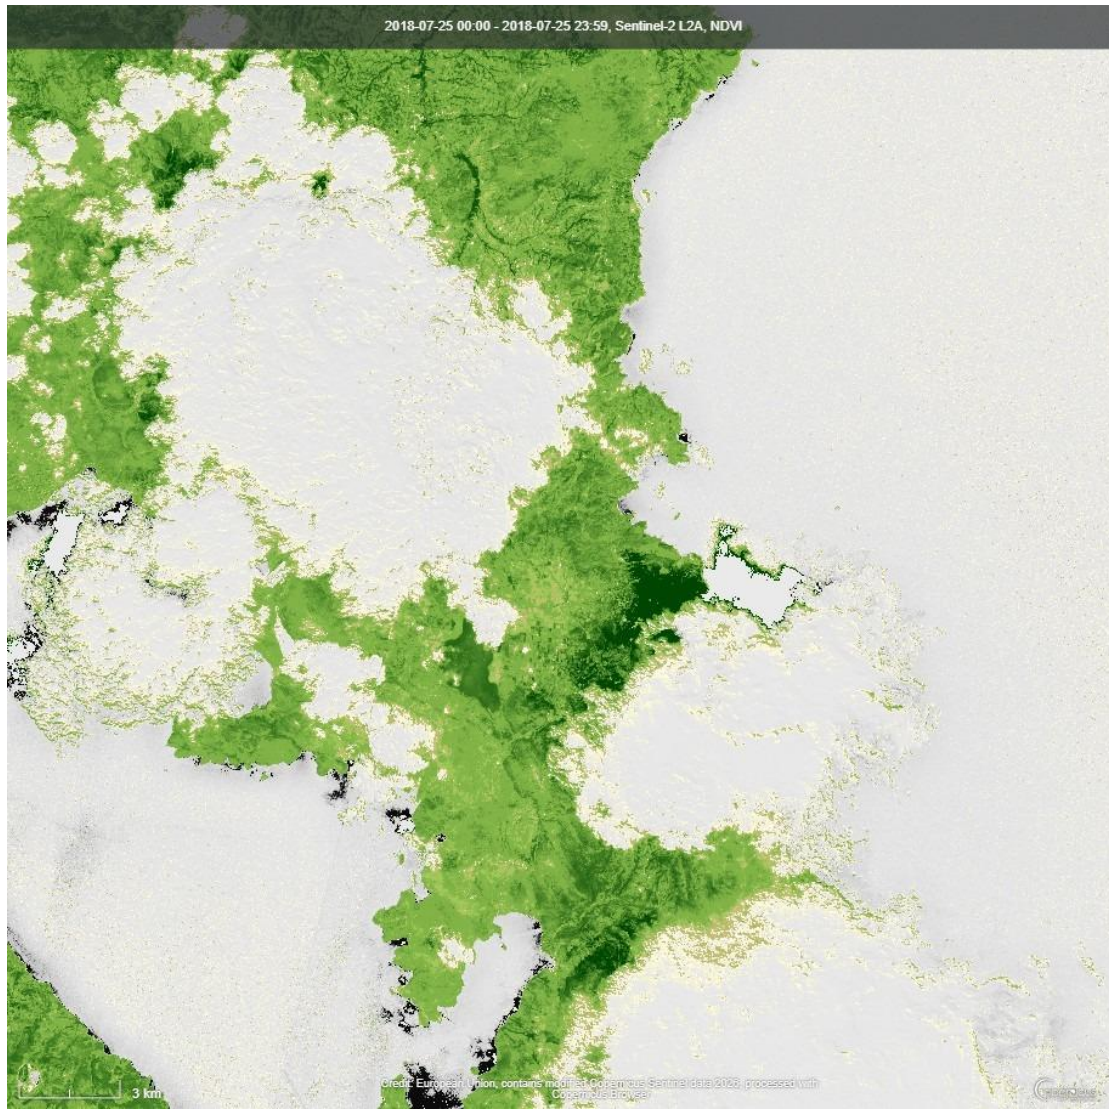 2018-07-25 00:00 - 2018-07-25 23:59, Sentinel-2 L2A, NDVI
3 km
Credit: European Union, contains modified Copernicus Sentinel data 2026, processed with
Copernicus Browser